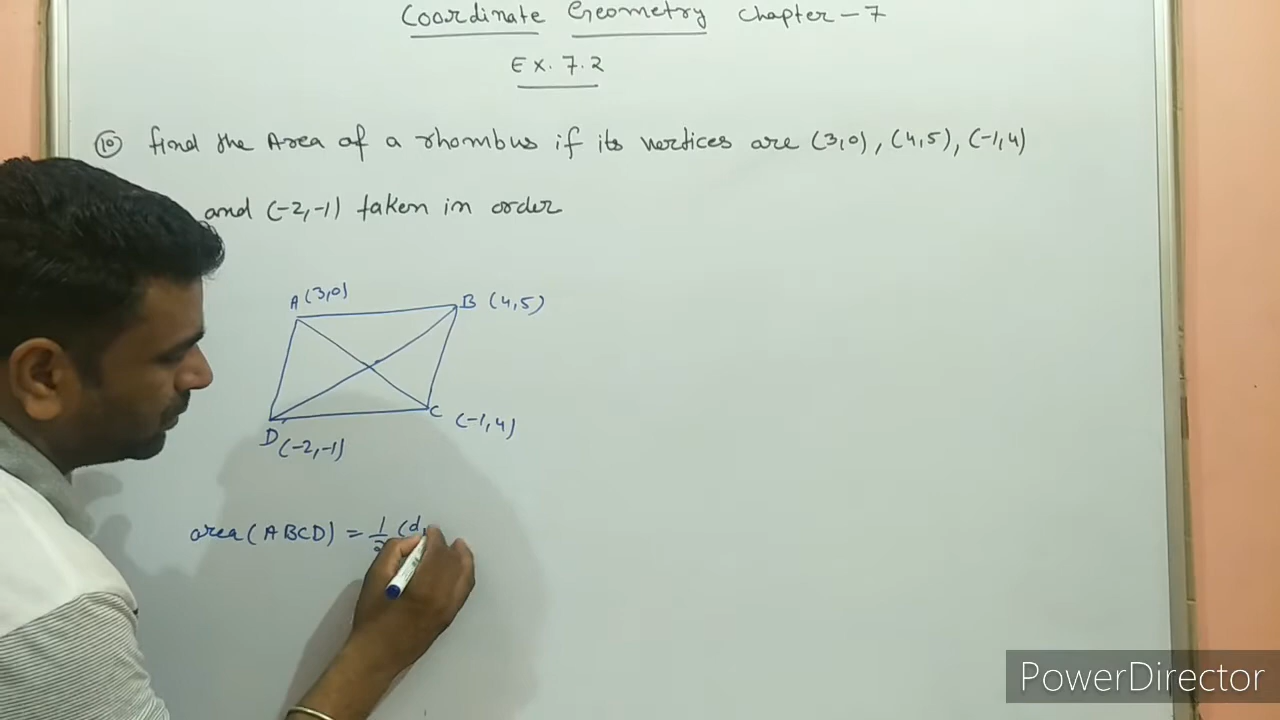 Coordinate Geometry Chapter - 7
Ex. 7.2
⑩ find the Area of a rhombus if its vertices are (3,0), (4,5), (-1,4)
and (-2,-1) taken in order
A (3,0)
B (4,5)
C (-1,4)
D (-2,-1)
area (ABCD) = 1/2 (d
PowerDirector